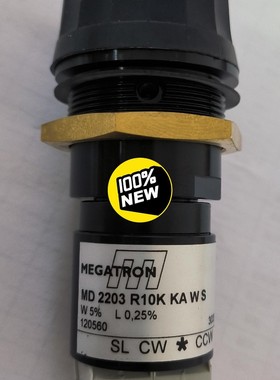 100%
NEW
MEGATRON
MD 2203 R10K KA W S
W 5% L 0,25%
120560
SL CW * CCW